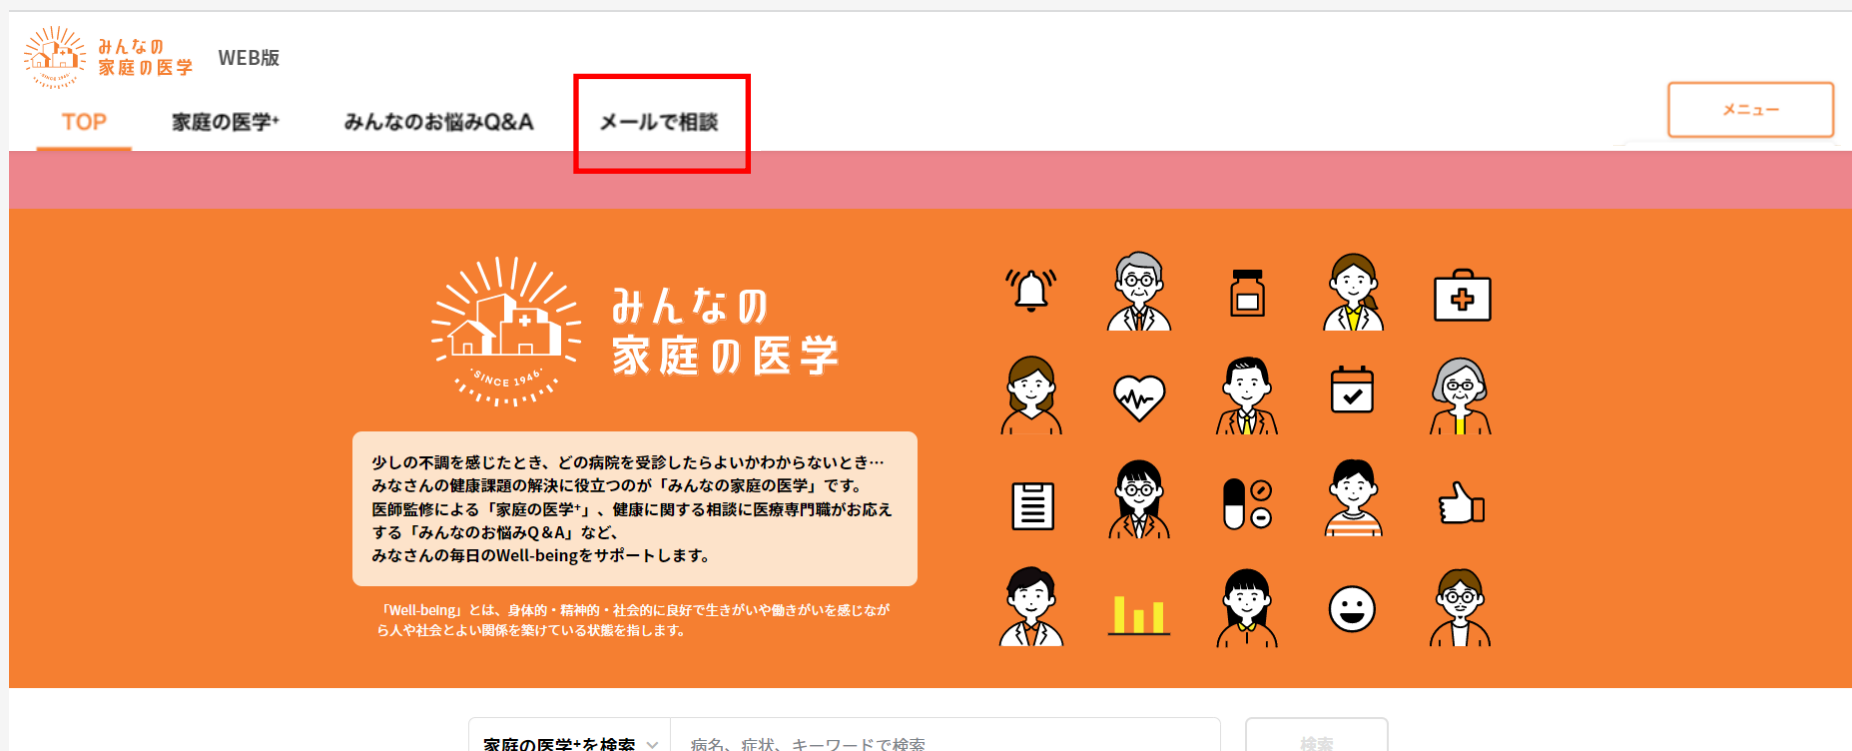 みんなの
家庭の医学
WEB版
SINCE 1946
TOP
家庭の医学⁺
みんなのお悩みQ&A
メールで相談
メニュー
みんなの
家庭の医学
・SINCE 1946・
少しの不調を感じたとき、どの病院を受診したらよいかわからないとき…
みなさんの健康課題の解決に役立つのが「みんなの家庭の医学」です。
医師監修による「家庭の医学⁺」、健康に関する相談に医療専門職がお応え
する「みんなのお悩みQ&A」など、
みなさんの毎日のWell-beingをサポートします。
「Well-being」とは、身体的・精神的・社会的に良好で生きがいや働きがいを感じなが
ら人や社会とよい関係を築けている状態を指します。
家庭の医学⁺を検索
病名、症状、キーワードで検索
検索